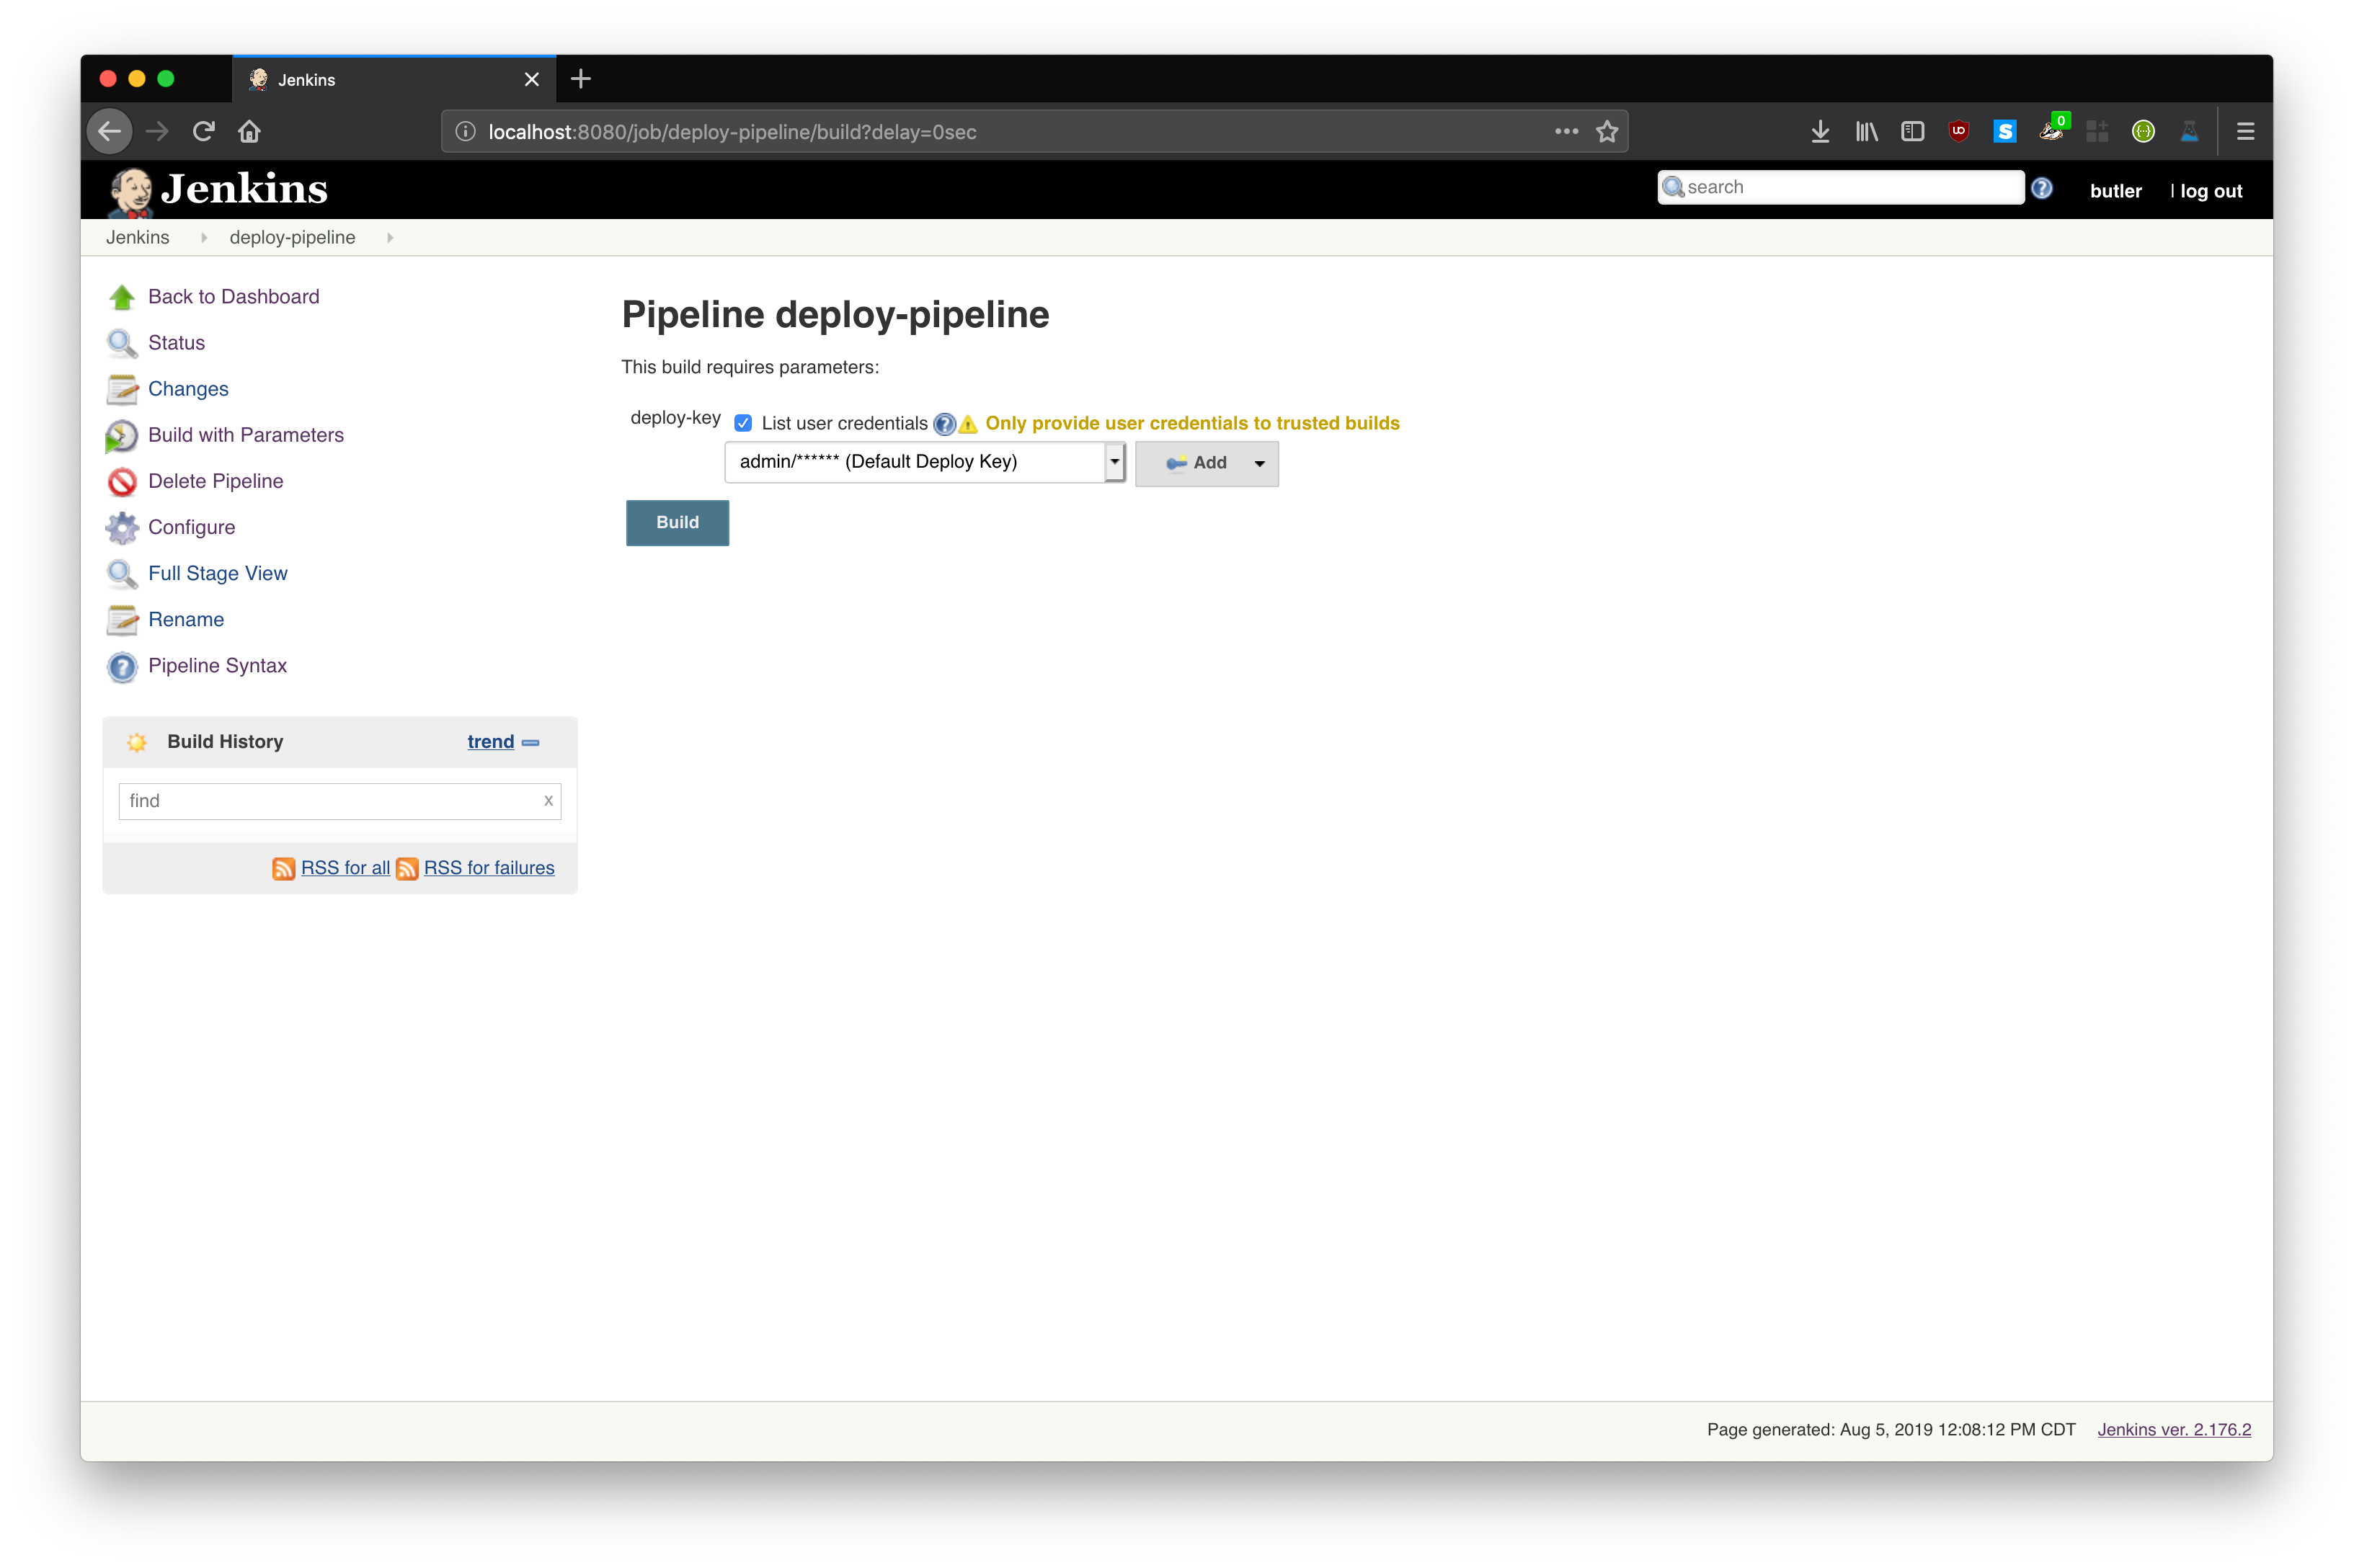 Jenkins
localhost:8080/job/deploy-pipeline/build?delay=0sec
0
Jenkins
search
butler
| log out
Jenkins
deploy-pipeline
Back to Dashboard
Status
Changes
Build with Parameters
Delete Pipeline
Configure
Full Stage View
Rename
Pipeline Syntax
Build History
trend
find
x
RSS for all
RSS for failures
Pipeline deploy-pipeline
This build requires parameters:
deploy-key
List user credentials
Only provide user credentials to trusted builds
admin/****** (Default Deploy Key)
Add
Build
Page generated: Aug 5, 2019 12:08:12 PM CDT
Jenkins ver. 2.176.2